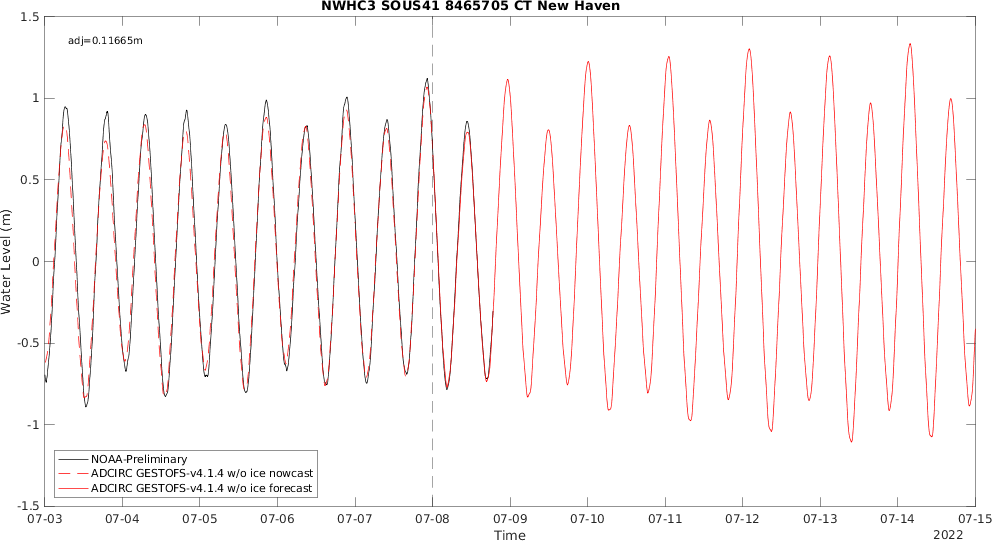 NWHC3 SOUS41 8465705 CT New Haven
adj=0.11665m
1.5
1
0.5
0
-0.5
-1
-1.5
Water Level (m)
NOAA-Preliminary
ADCIRC GESTOFS-v4.1.4 w/o ice nowcast
ADCIRC GESTOFS-v4.1.4 w/o ice forecast
07-03 07-04 07-05 07-06 07-07 07-08 07-09 07-10 07-11 07-12 07-13 07-14 07-15
Time
2022